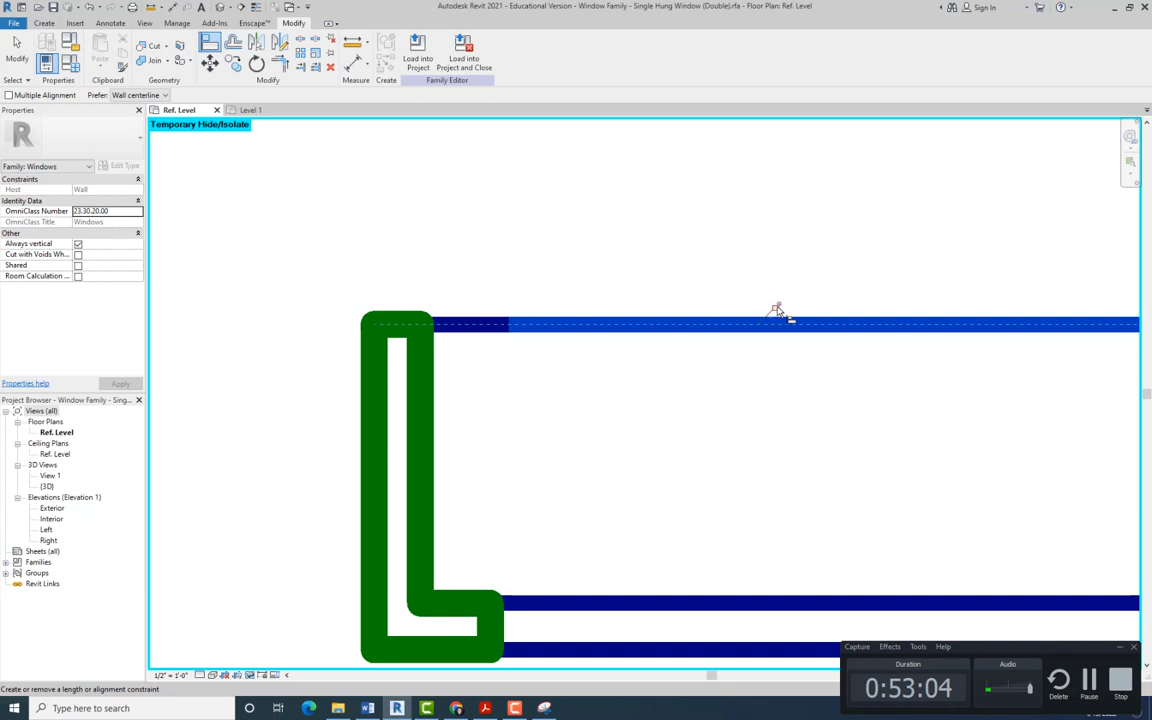 Autodesk Revit 2021 - Educational Version - Window Family - Single Hung Window (Double).rfa - Floor Plan: Ref. Level
Sign In
File Create Insert Annotate View Manage Add-Ins Enscape™ Modify
Modify
Paste
Cut
Join
Load into
Project
Load into
Project and Close
Select Properties Clipboard Geometry Modify Measure Create Family Editor
Multiple Alignment Prefer: Wall centerline
Properties
Ref. Level
Level 1
Temporary Hide/Isolate
Family: Windows
Edit Type
Constraints
Host Wall
Identity Data
OmniClass Number 23.30.20.00
OmniClass Title Windows
Other
Always vertical
Cut with Voids Wh...
Shared
Room Calculation ...
Properties help
Apply
Project Browser - Window Family - Sing...
Views (all)
Floor Plans
Ref. Level
Ceiling Plans
Ref. Level
3D Views
View 1
{3D}
Elevations (Elevation 1)
Exterior
Interior
Left
Right
Sheets (all)
Families
Groups
Revit Links
1/2" = 1'-0"
Create or remove a length or alignment constraint
Capture Effects Tools Help
Duration
0:53:04
Audio
Delete
Pause
Stop
Type here to search